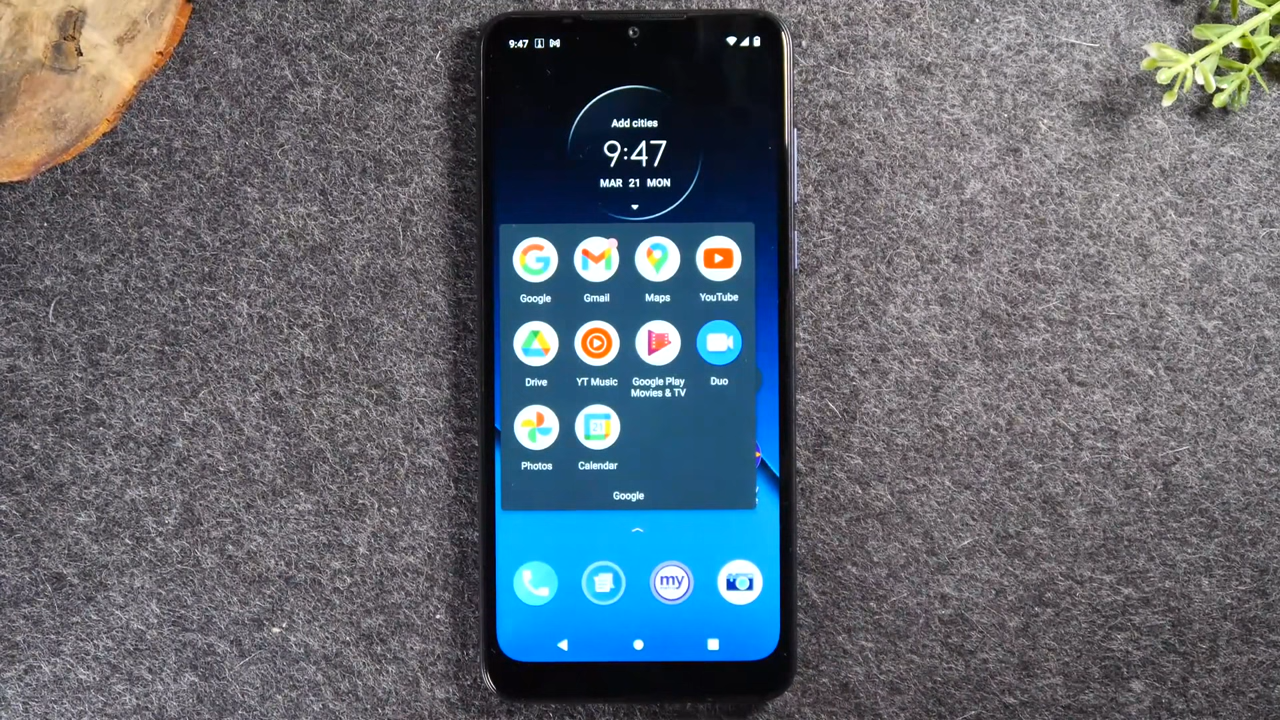 9:47
Add cities
9:47
MAR 21 MON
Google
Gmail
Maps
YouTube
Drive
YT Music
Google Play
Movies & TV
Duo
Photos
Calendar
Google
my